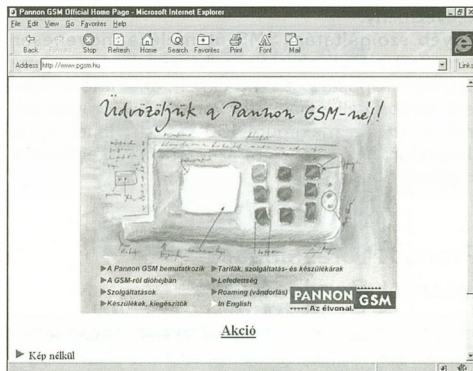 Pannon GSM Official Home Page - Microsoft Internet Explorer
File Edit View Go Favorites Help
Back Stop Refresh Home Search Favorites Print Font Mail
Address http://www.pgsm.hu Links
Üdvözöljük a Pannon GSM-nél!
A Pannon GSM bemutatkozik
A GSM-ről dióhéjban
Szolgáltatások
Készülékek, kiegészítők
Tarifák, szolgáltatás- és készülékárak
Lefedettség
Roaming (vándorlás)
In English
PANNON GSM
Az élvonal.
Akció
Kép nélkül